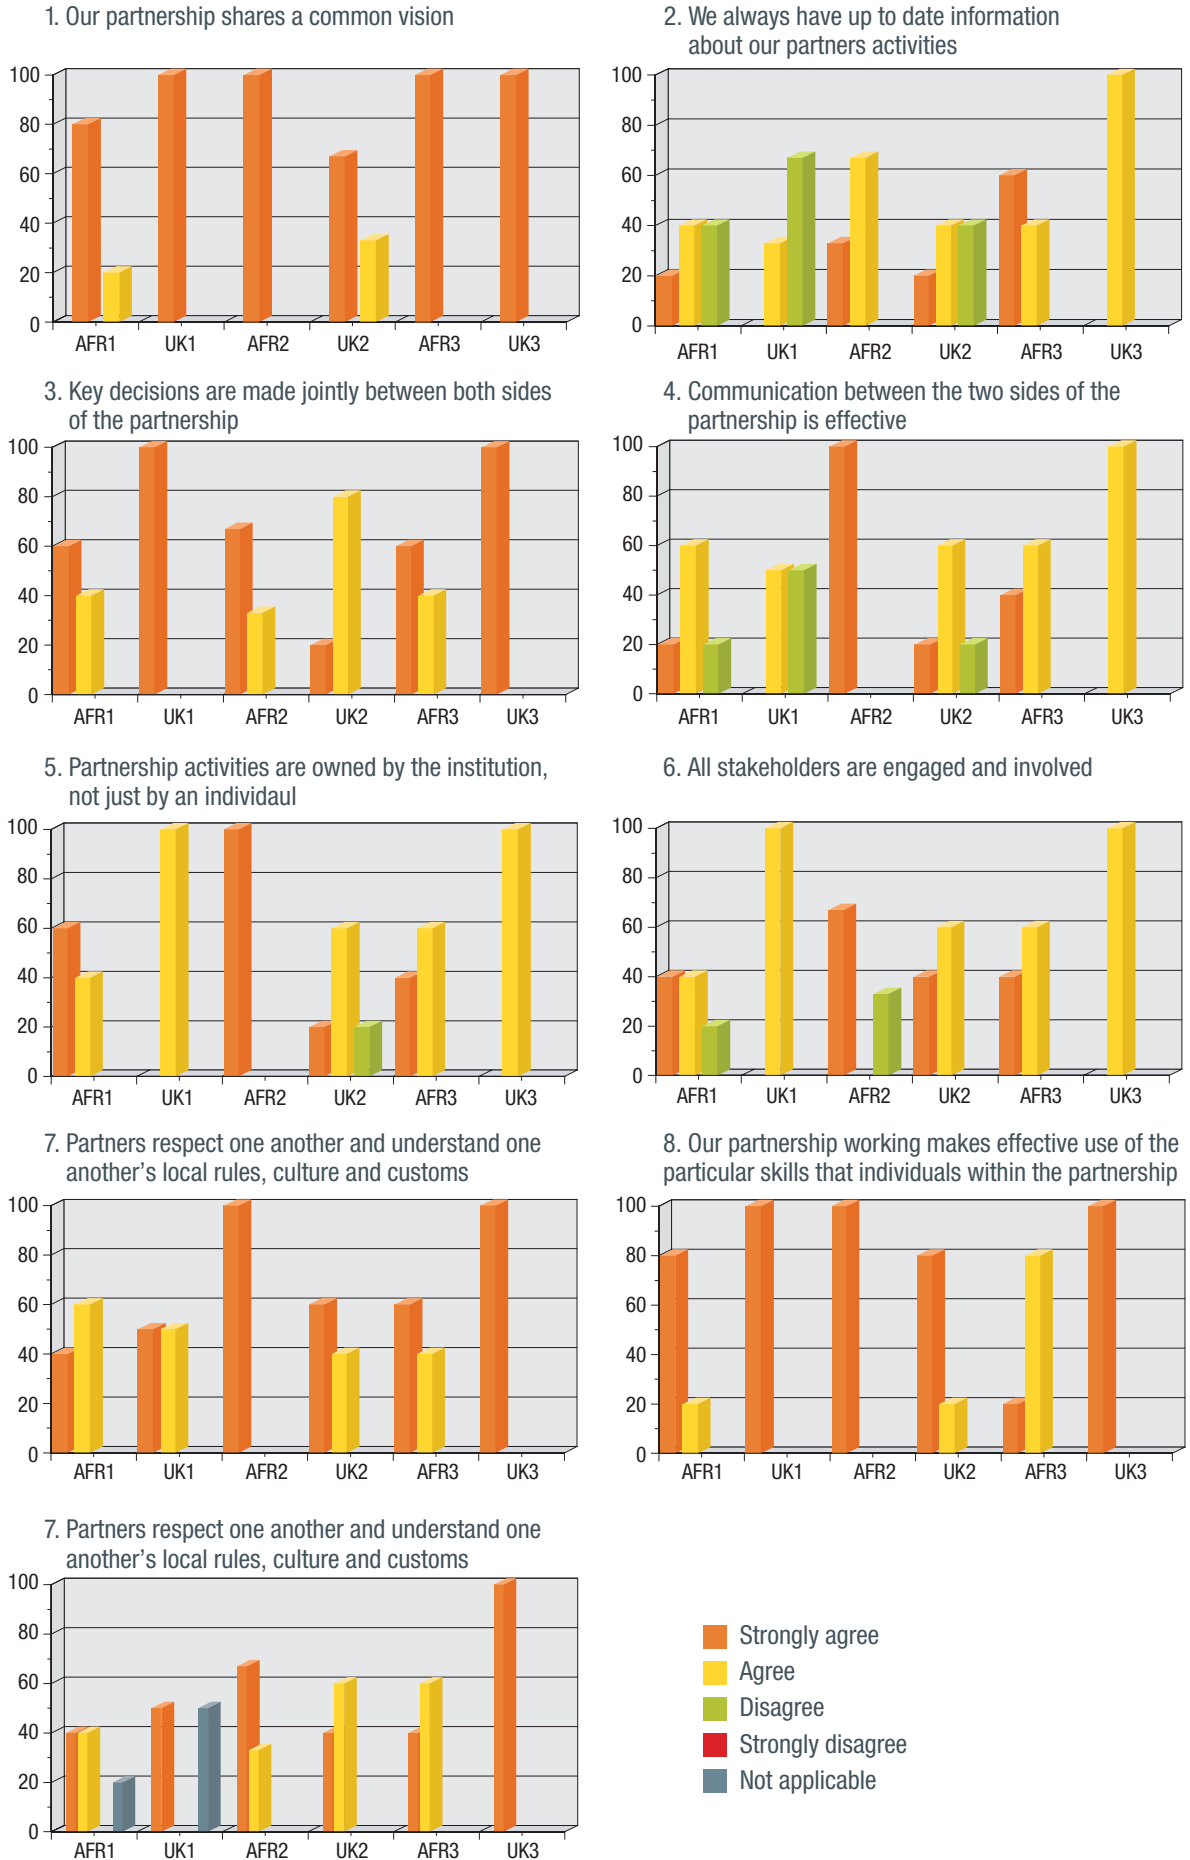 1. Our partnership shares a common vision
100
80
60
40
20
0
AFR1 UK1 AFR2 UK2 AFR3 UK3
2. We always have up to date information
about our partners activities
100
80
60
40
20
0
AFR1 UK1 AFR2 UK2 AFR3 UK3
3. Key decisions are made jointly between both sides
of the partnership
100
80
60
40
20
0
AFR1 UK1 AFR2 UK2 AFR3 UK3
4. Communication between the two sides of the
partnership is effective
100
80
60
40
20
0
AFR1 UK1 AFR2 UK2 AFR3 UK3
5. Partnership activities are owned by the institution,
not just by an individaul
100
80
60
40
20
0
AFR1 UK1 AFR2 UK2 AFR3 UK3
6. All stakeholders are engaged and involved
100
80
60
40
20
0
AFR1 UK1 AFR2 UK2 AFR3 UK3
7. Partners respect one another and understand one
another’s local rules, culture and customs
100
80
60
40
20
0
AFR1 UK1 AFR2 UK2 AFR3 UK3
8. Our partnership working makes effective use of the
particular skills that individuals within the partnership
100
80
60
40
20
0
AFR1 UK1 AFR2 UK2 AFR3 UK3
7. Partners respect one another and understand one
another’s local rules, culture and customs
100
80
60
40
20
0
AFR1 UK1 AFR2 UK2 AFR3 UK3
Strongly agree
Agree
Disagree
Strongly disagree
Not applicable